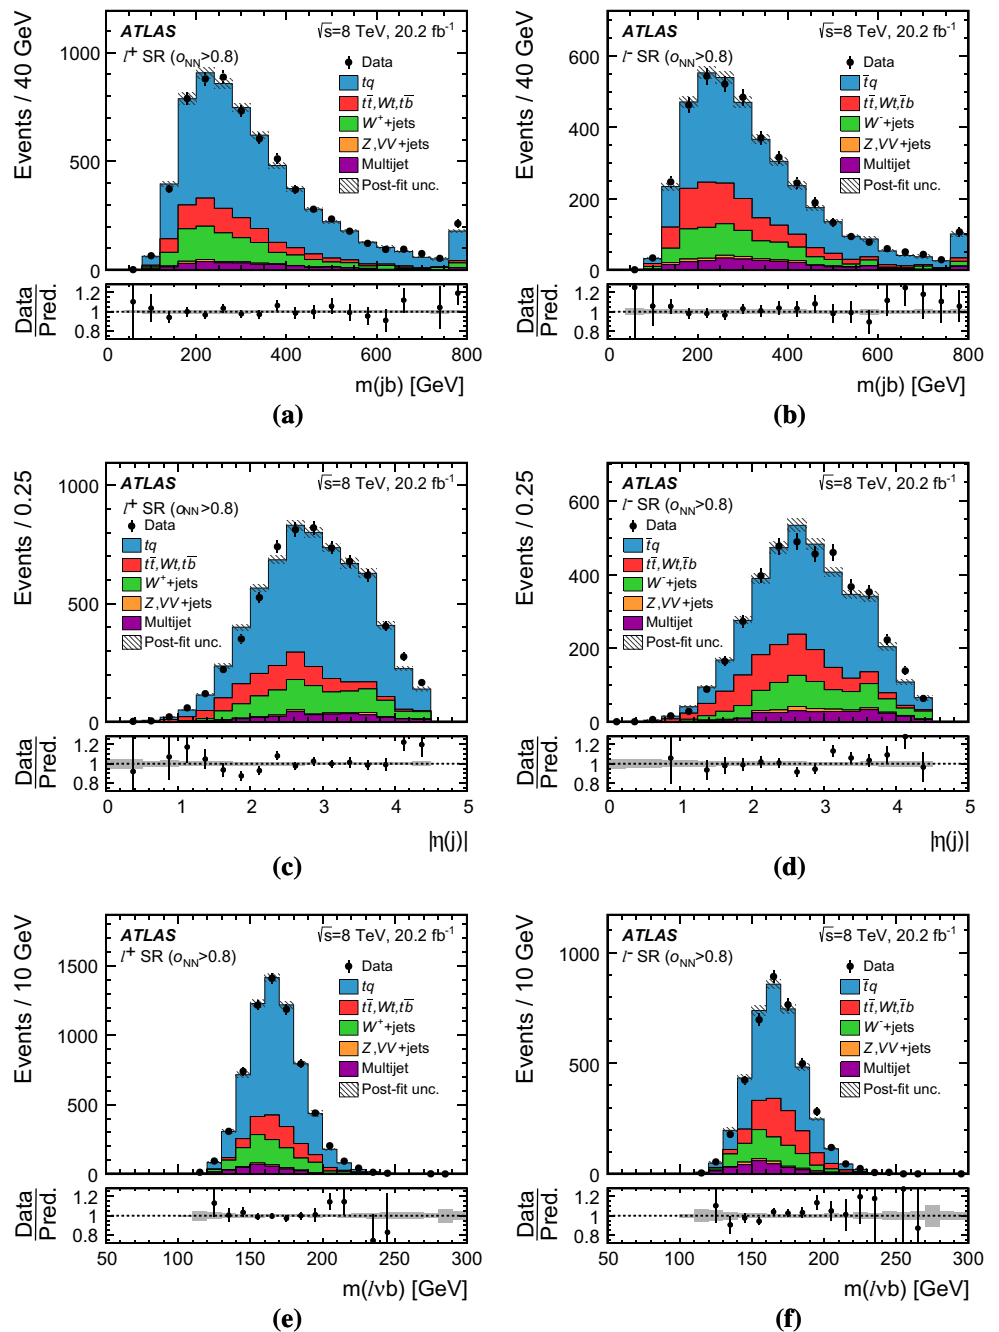 Events / 40 GeV
ATLAS
√s=8 TeV, 20.2 fb⁻¹
l⁺ SR (o_NN>0.8)
Data
tq
tt̄,Wt,tb̄
W⁺+jets
Z,VV+jets
Multijet
Post-fit unc.
1000
500
0
Data
Pred.
1.2
1
0.8
200 400 600 800
m(jb) [GeV]
(a)
Events / 40 GeV
ATLAS
√s=8 TeV, 20.2 fb⁻¹
l⁻ SR (o_NN>0.8)
Data
t̄q
tt̄,Wt,t̄b
W⁻+jets
Z,VV+jets
Multijet
Post-fit unc.
600
400
200
0
Data
Pred.
1.2
1
0.8
0 200 400 600 800
m(jb) [GeV]
(b)
Events / 0.25
ATLAS
√s=8 TeV, 20.2 fb⁻¹
l⁺ SR (o_NN>0.8)
Data
tq
tt̄,Wt,tb̄
W⁺+jets
Z,VV+jets
Multijet
Post-fit unc.
1000
500
0
Data
Pred.
1.2
1
0.8
0 1 2 3 4 5
|η(j)|
(c)
Events / 0.25
ATLAS
√s=8 TeV, 20.2 fb⁻¹
l⁻ SR (o_NN>0.8)
Data
t̄q
tt̄,Wt,t̄b
W⁻+jets
Z,VV+jets
Multijet
Post-fit unc.
600
400
200
0
Data
Pred.
1.2
1
0.8
0 1 2 3 4 5
|η(j)|
(d)
Events / 10 GeV
ATLAS
√s=8 TeV, 20.2 fb⁻¹
l⁺ SR (o_NN>0.8)
Data
tq
tt̄,Wt,tb̄
W⁺+jets
Z,VV+jets
Multijet
Post-fit unc.
1500
1000
500
0
Data
Pred.
1.2
1
0.8
50 100 150 200 250 300
m(lνb) [GeV]
(e)
Events / 10 GeV
ATLAS
√s=8 TeV, 20.2 fb⁻¹
l⁻ SR (o_NN>0.8)
Data
t̄q
tt̄,Wt,t̄b
W⁻+jets
Z,VV+jets
Multijet
Post-fit unc.
1000
500
0
Data
Pred.
1.2
1
0.8
50 100 150 200 250 300
m(lνb) [GeV]
(f)